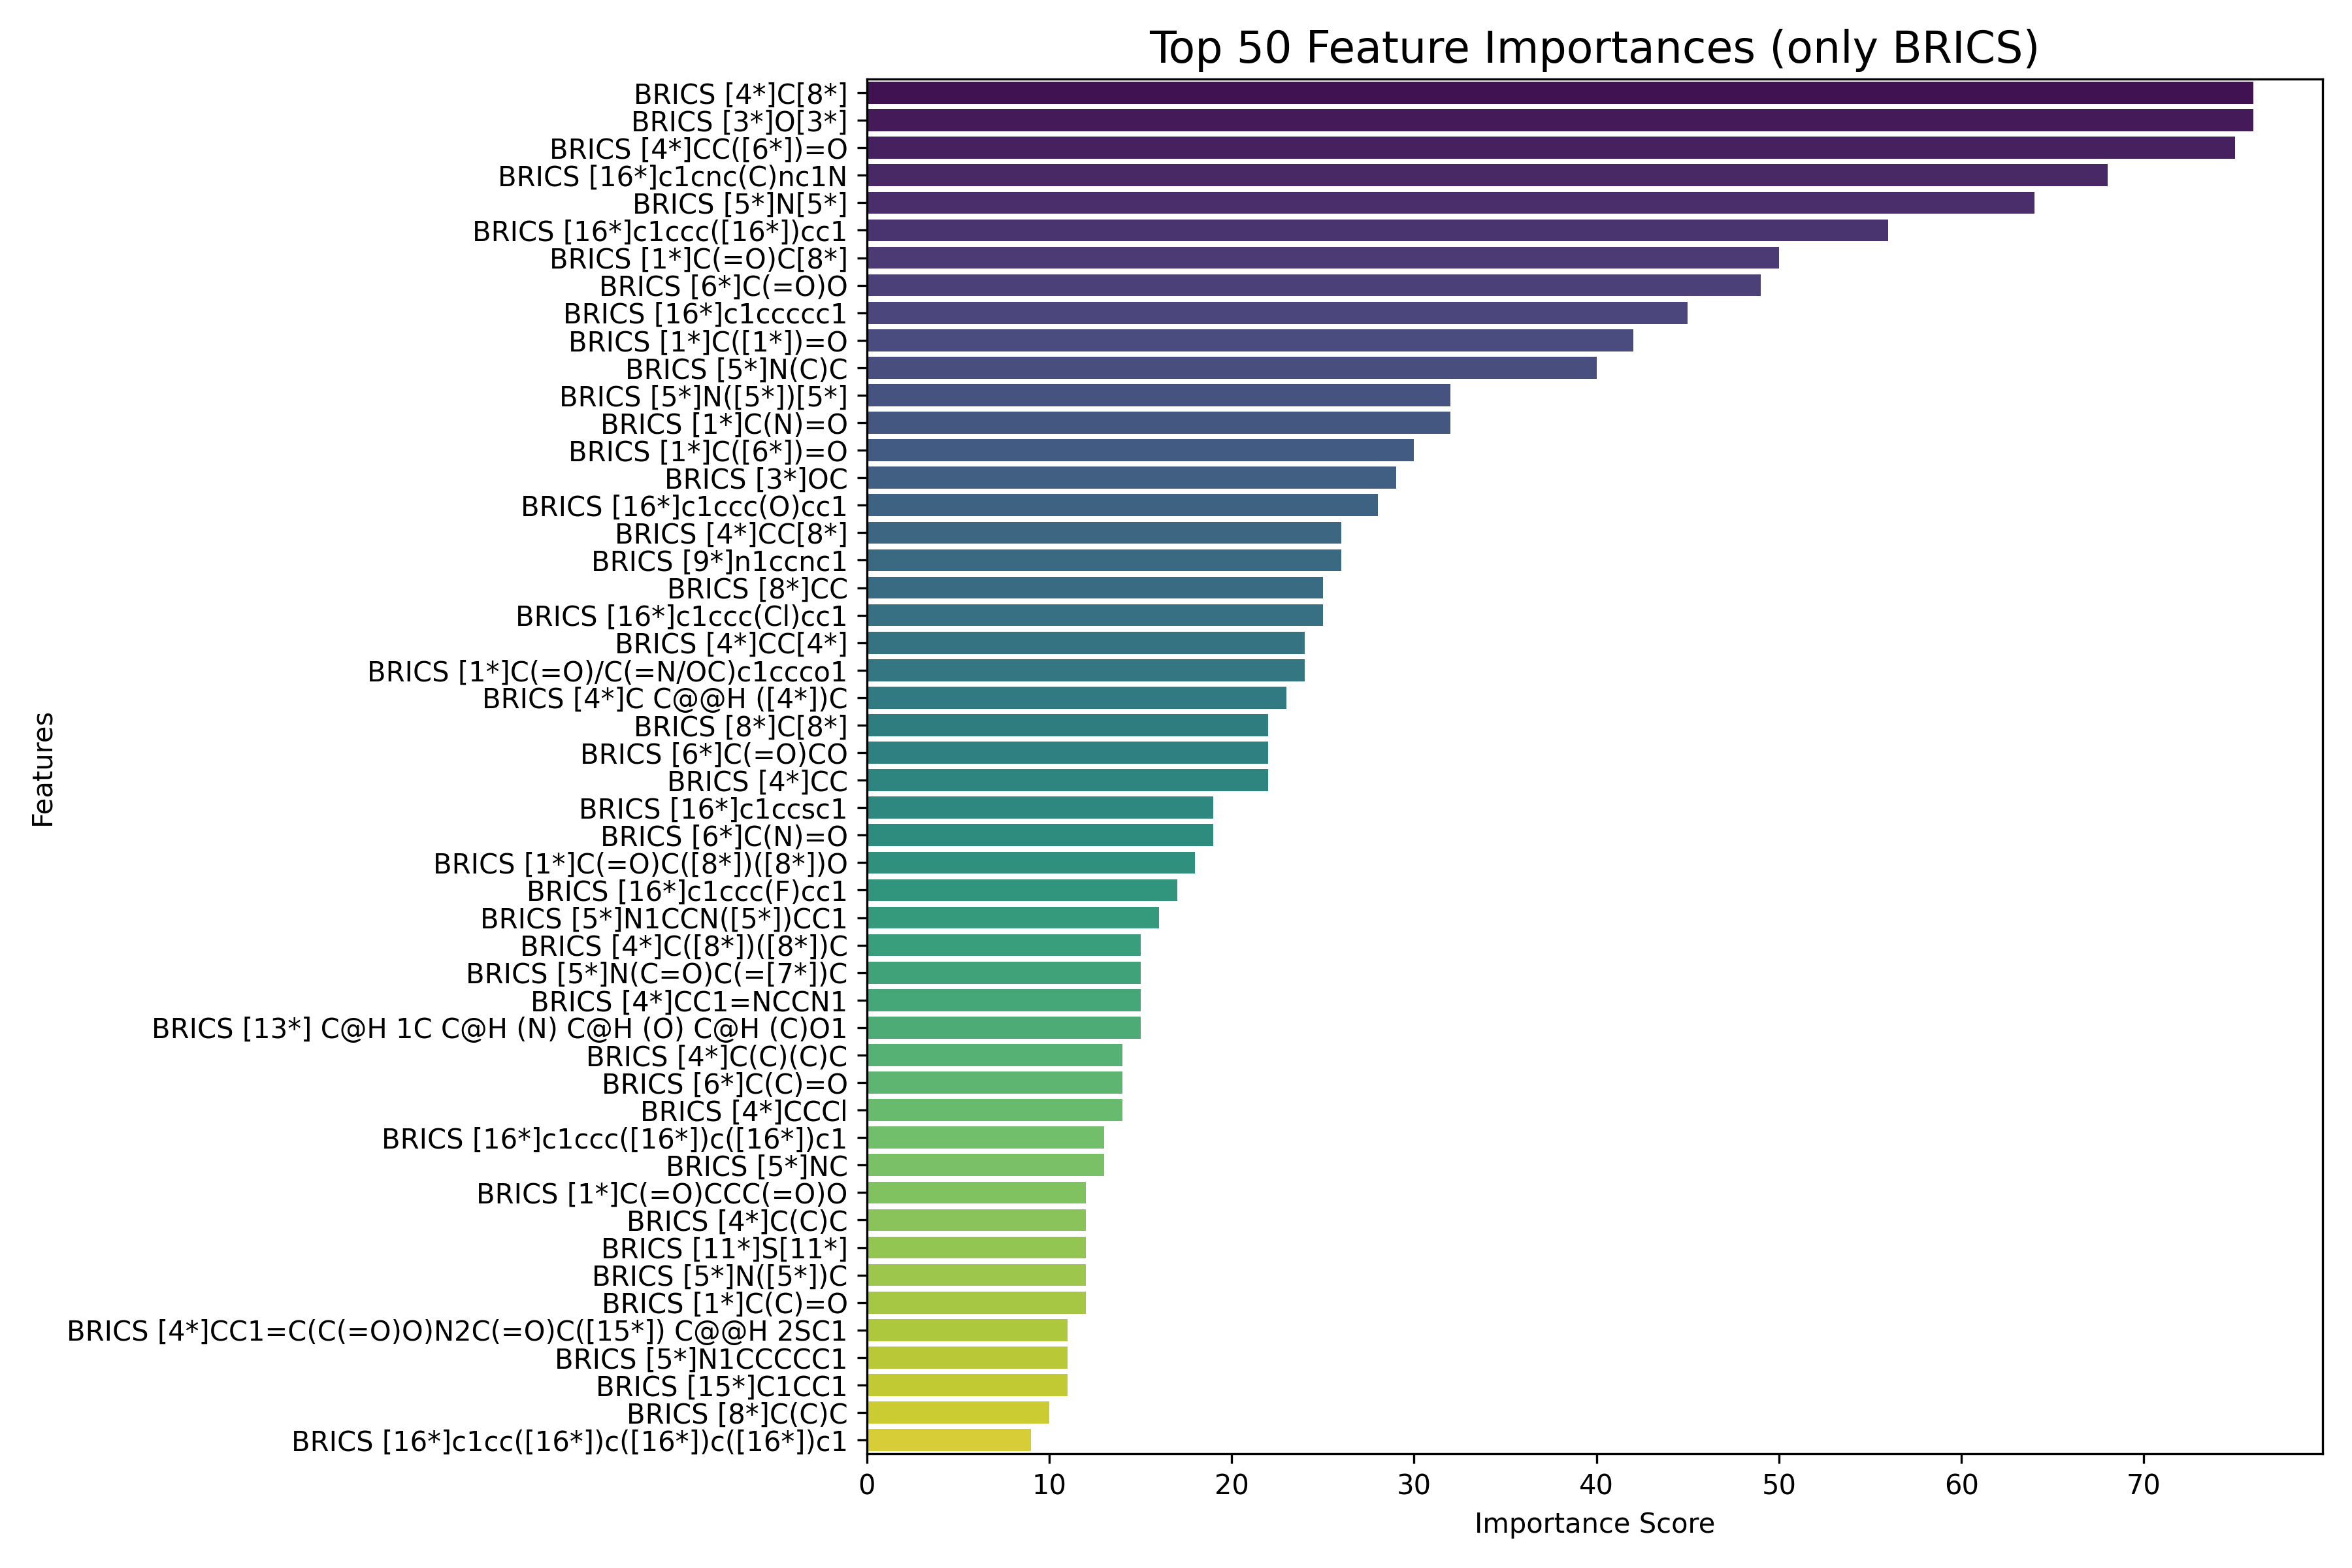 Top 50 Feature Importances (only BRICS)
BRICS [4*]C[8*]
BRICS [3*]O[3*]
BRICS [4*]CC([6*])=O
BRICS [16*]c1cnc(C)nc1N
BRICS [5*]N[5*]
BRICS [16*]c1ccc([16*])cc1
BRICS [1*]C(=O)C[8*]
BRICS [6*]C(=O)O
BRICS [16*]c1ccccc1
BRICS [1*]C([1*])=O
BRICS [5*]N(C)C
BRICS [5*]N([5*])[5*]
BRICS [1*]C(N)=O
BRICS [1*]C([6*])=O
BRICS [3*]OC
BRICS [16*]c1ccc(O)cc1
BRICS [4*]CC[8*]
BRICS [9*]n1ccnc1
BRICS [8*]CC
BRICS [16*]c1ccc(Cl)cc1
BRICS [4*]CC[4*]
BRICS [1*]C(=O)/C(=N/OC)c1ccco1
BRICS [4*]C C@@H ([4*])C
BRICS [8*]C[8*]
BRICS [6*]C(=O)CO
BRICS [4*]CC
BRICS [16*]c1ccsc1
BRICS [6*]C(N)=O
BRICS [1*]C(=O)C([8*])([8*])O
BRICS [16*]c1ccc(F)cc1
BRICS [5*]N1CCN([5*])CC1
BRICS [4*]C([8*])([8*])C
BRICS [5*]N(C=O)C(=[7*])C
BRICS [4*]CC1=NCCN1
BRICS [13*] C@H 1C C@H (N) C@H (O) C@H (C)O1
BRICS [4*]C(C)(C)C
BRICS [6*]C(C)=O
BRICS [4*]CCCl
BRICS [16*]c1ccc([16*])c([16*])c1
BRICS [5*]NC
BRICS [1*]C(=O)CCC(=O)O
BRICS [4*]C(C)C
BRICS [11*]S[11*]
BRICS [5*]N([5*])C
BRICS [1*]C(C)=O
BRICS [4*]CC1=C(C(=O)O)N2C(=O)C([15*]) C@@H 2SC1
BRICS [5*]N1CCCCC1
BRICS [15*]C1CC1
BRICS [8*]C(C)C
BRICS [16*]c1cc([16*])c([16*])c([16*])c1
Features
0 10 20 30 40 50 60 70
Importance Score